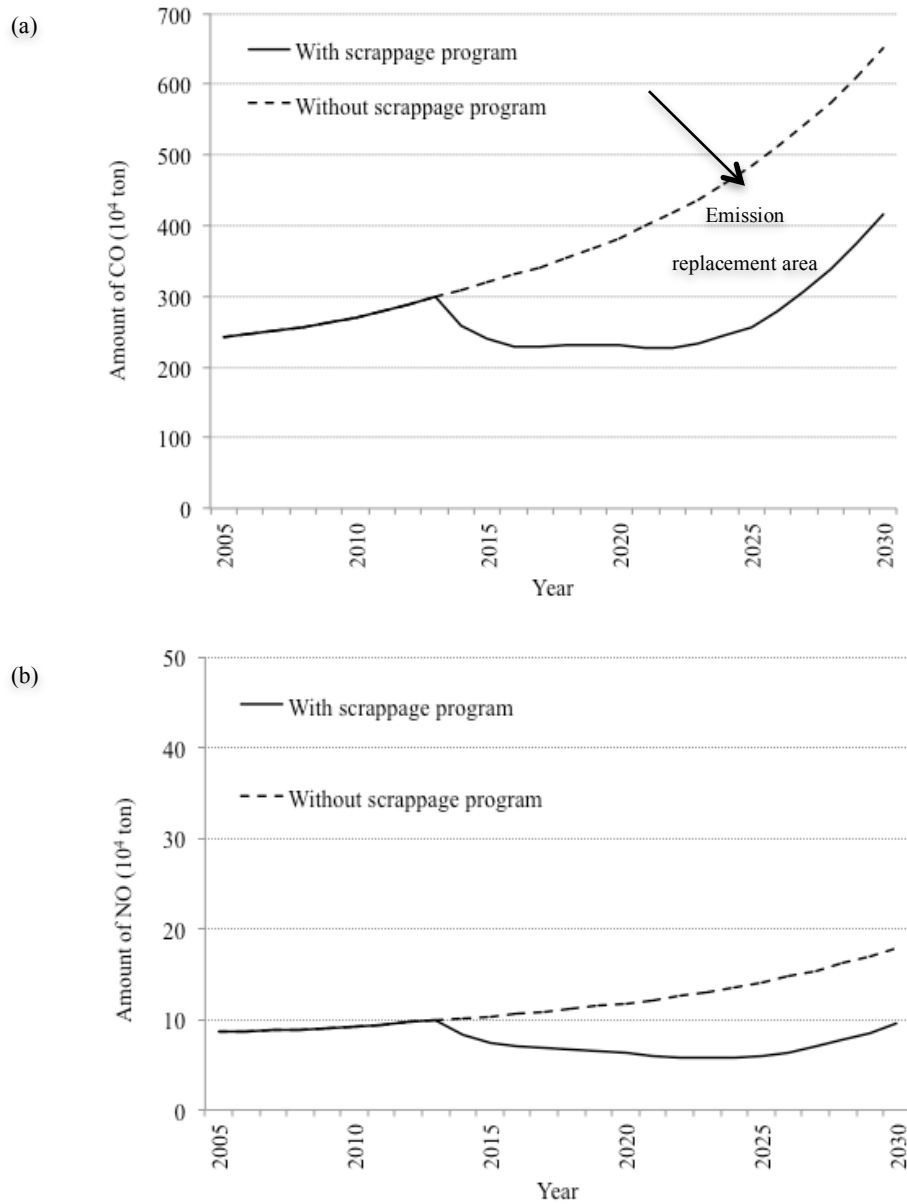 (a)
700
600
500
400
300
200
100
0
Amount of CO (10⁴ ton)
With scrappage program
Without scrappage program
Emission
replacement area
2005
2010
2015
2020
2025
2030
Year
(b)
50
40
30
20
10
0
Amount of NO (10⁴ ton)
With scrappage program
Without scrappage program
2005
2010
2015
2020
2025
2030
Year